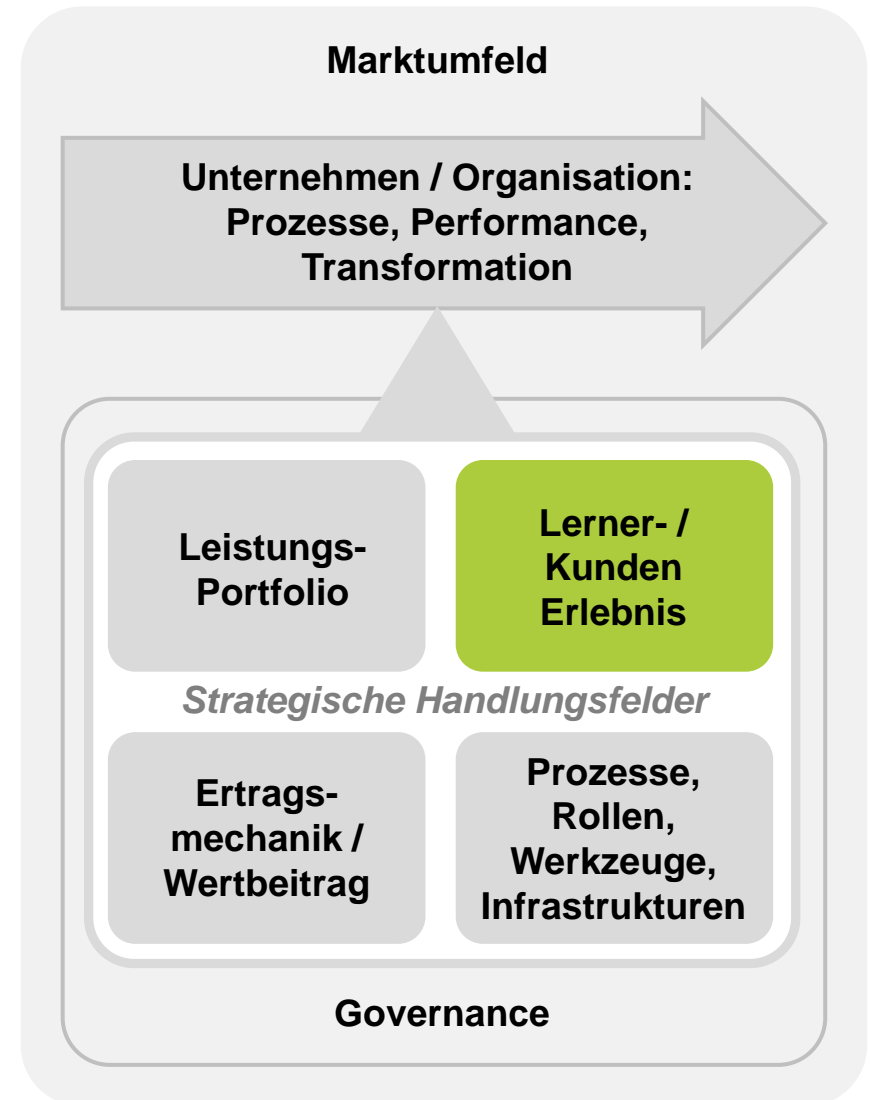 Marktumfeld
Unternehmen / Organisation:
Prozesse, Performance,
Transformation
Leistungs-
Portfolio
Lerner- /
Kunden
Erlebnis
Strategische Handlungsfelder
Ertrags-
mechanik /
Wertbeitrag
Prozesse,
Rollen,
Werkzeuge,
Infrastrukturen
Governance